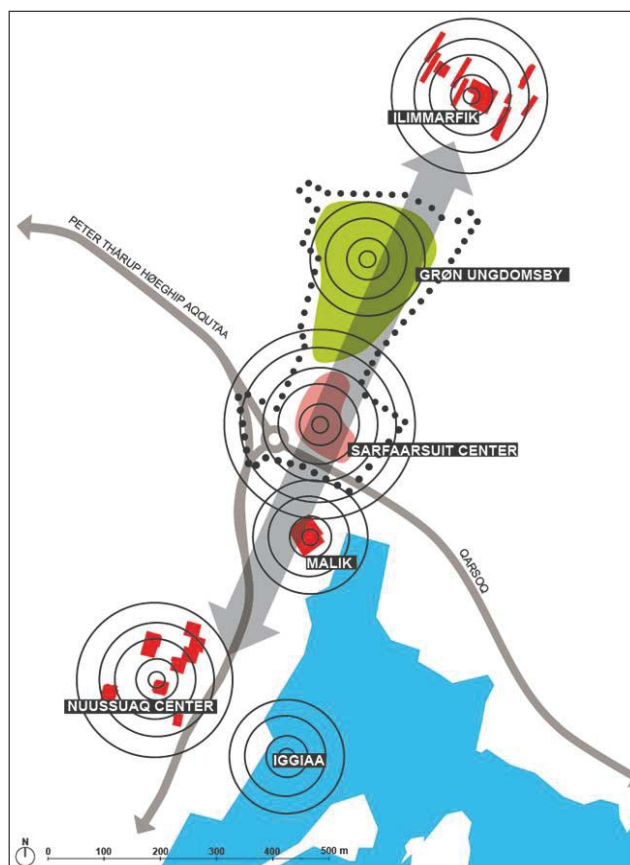 ILIMMARFIK
PETER THÁRUP HØEGHIP AQQUTAA
GRØN UNGDOMSBY
SARFAARSUIT CENTER
MALIK
QARSOQ
NUUSSUAQ CENTER
IGGIAA
N
0 100 200 300 400 500 m